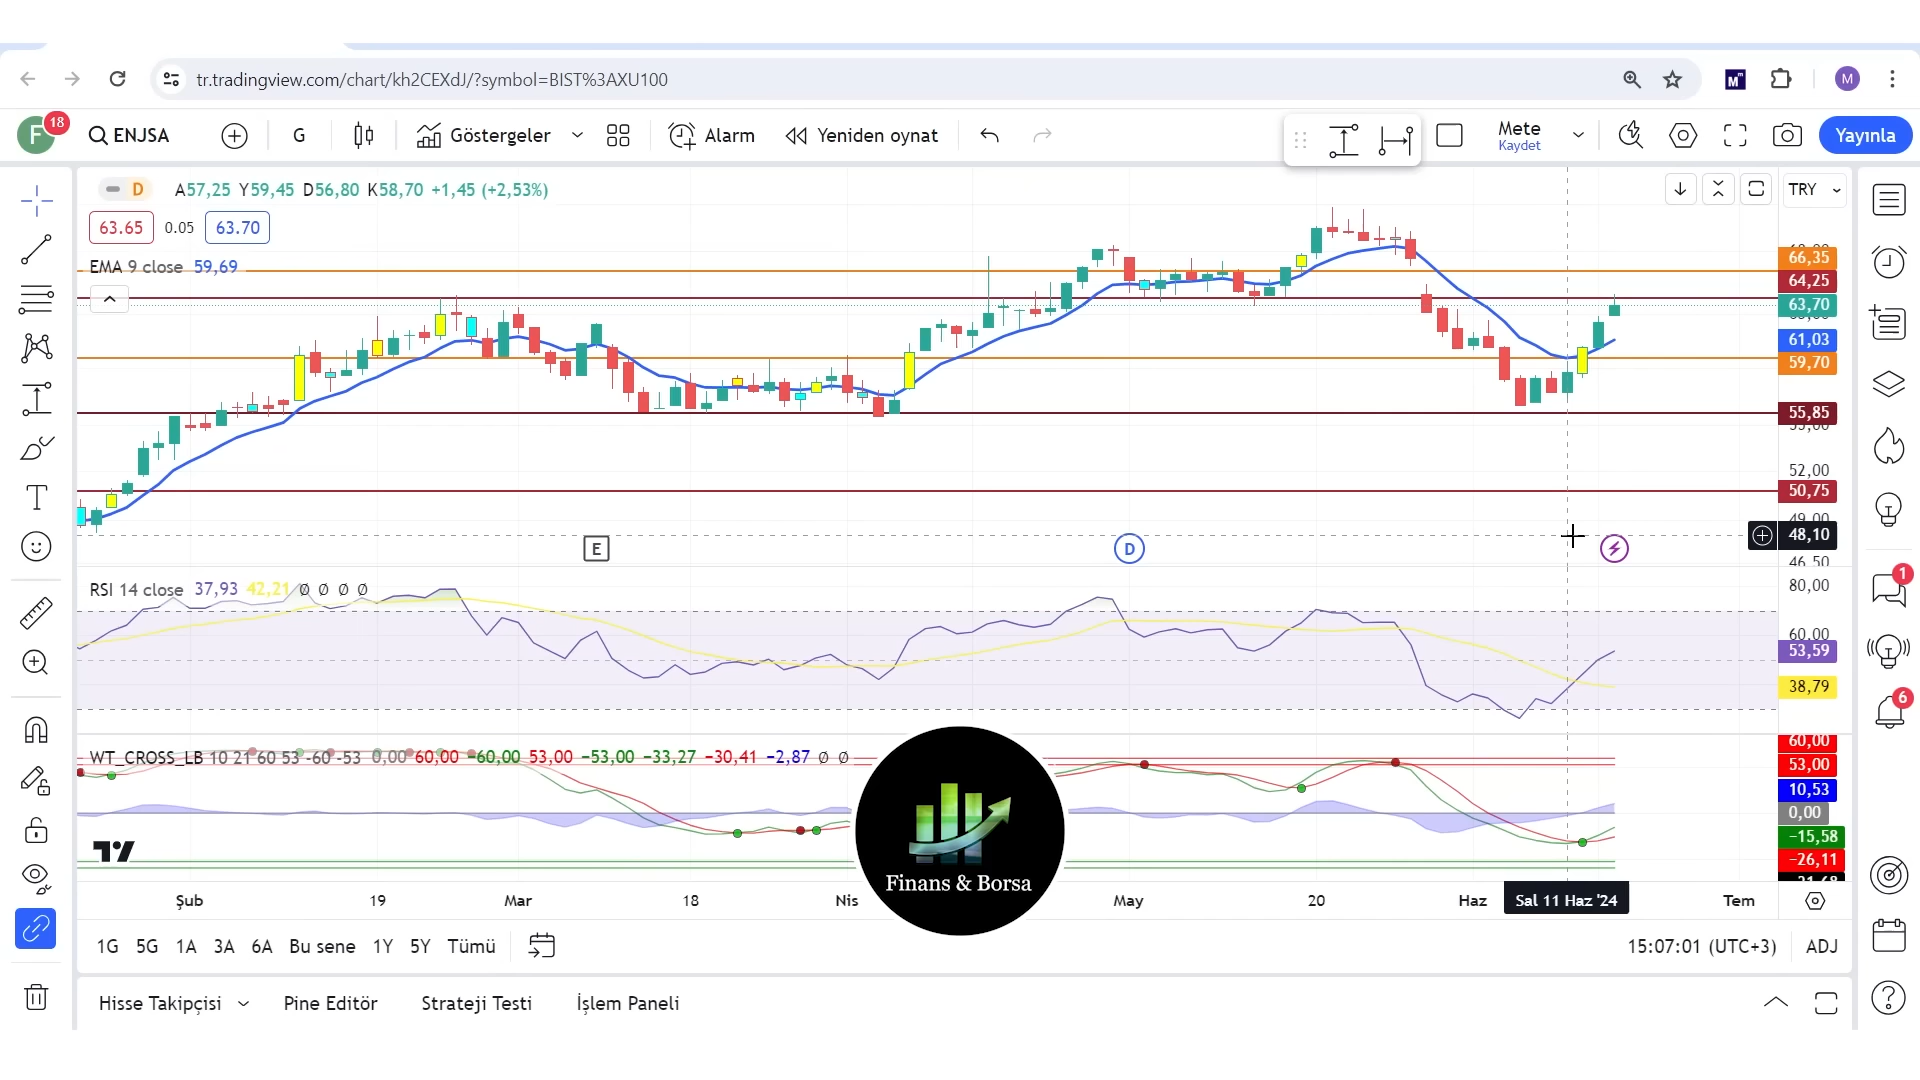 tr.tradingview.com/chart/kh2CEXdJ/?symbol=BIST%3AXU100
M
M
F
18
ENJSA
G
Göstergeler
Alarm
Yeniden oynat
Mete
Kaydet
Yayınla
D
A57,25 Y59,45 D56,80 K58,70 +1,45 (+2,53%)
TRY
63.65
0.05
63.70
EMA 9 close 59,69
66,35
64,25
63,70
61,03
59,70
55,85
55,00
52,00
50,75
49,00
48,10
46,50
E
D
RSI 14 close 37,93 42,21 Ø Ø Ø Ø
80,00
60,00
53,59
38,79
1
6
WT_CROSS_LB 10 21 60 53 -60 -53 0,00 60,00 −60,00 53,00 −53,00 −33,27 −30,41 −2,87 Ø Ø
60,00
53,00
10,53
0,00
−15,58
−26,11
Finans & Borsa
Şub
19
Mar
18
Nis
May
20
Haz
Sal 11 Haz '24
Tem
1G 5G 1A 3A 6A Bu sene 1Y 5Y Tümü
15:07:01 (UTC+3)
ADJ
Hisse Takipçisi
Pine Editör
Strateji Testi
İşlem Paneli